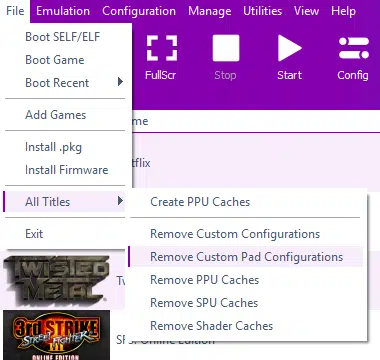 File Emulation Configuration Manage Utilities View Help
Boot SELF/ELF
Boot Game
Boot Recent
FullScr Stop Start Config
Add Games
me
Install .pkg
tflix
Install Firmware
All Titles
Create PPU Caches
Exit
Remove Custom Configurations
Remove Custom Pad Configurations
TWISTED METAL
Tw
Remove PPU Caches
Remove SPU Caches
3rd STRIKE
STREET FIGHTER III
ONLINE EDITION
Remove Shader Caches